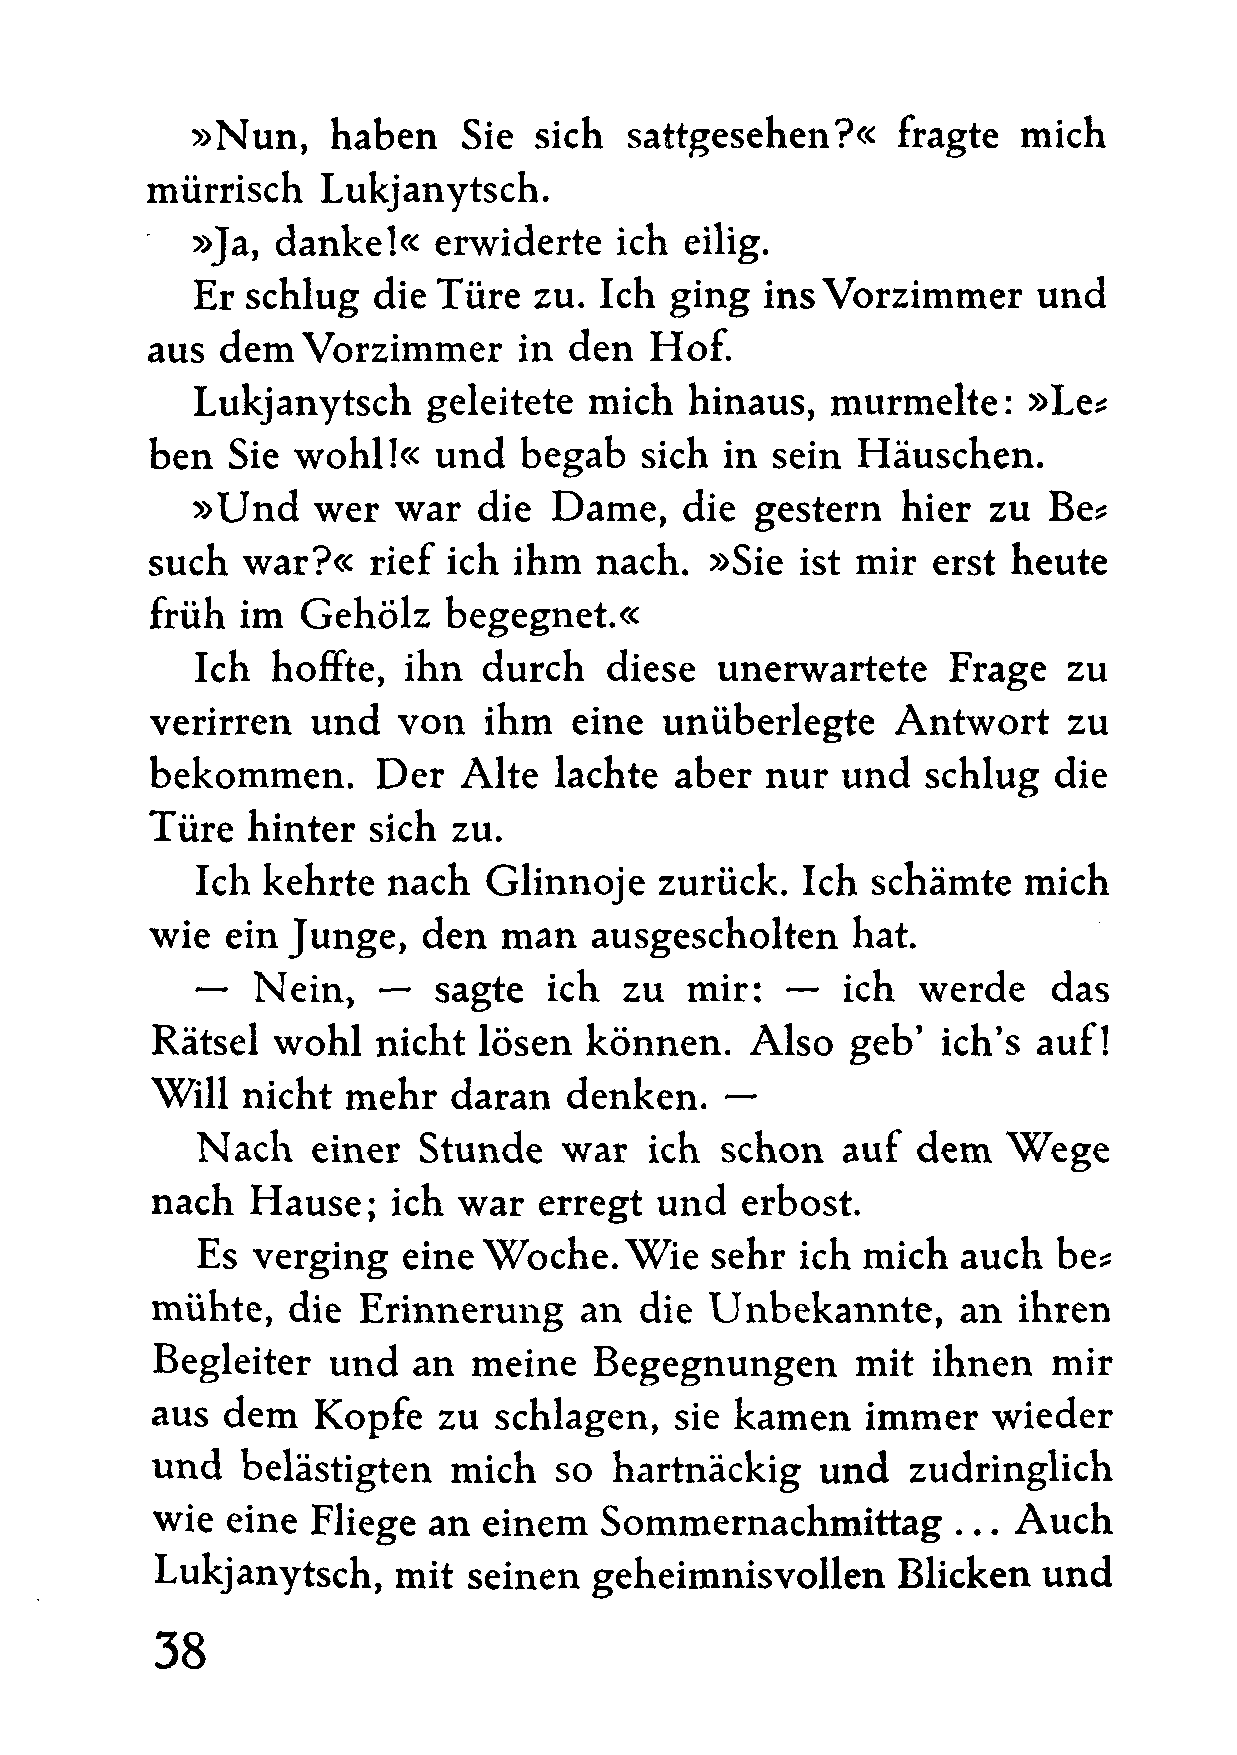 »Nun, haben Sie sich sattgesehen?« fragte mich
mürrisch Lukjanytsch.
»Ja, danke!« erwiderte ich eilig.
Er schlug die Türe zu. Ich ging ins Vorzimmer und
aus dem Vorzimmer in den Hof.
Lukjanytsch geleitete mich hinaus, murmelte: »Le⸗
ben Sie wohl!« und begab sich in sein Häuschen.
»Und wer war die Dame, die gestern hier zu Be⸗
such war?« rief ich ihm nach. »Sie ist mir erst heute
früh im Gehölz begegnet.«
Ich hoffte, ihn durch diese unerwartete Frage zu
verirren und von ihm eine unüberlegte Antwort zu
bekommen. Der Alte lachte aber nur und schlug die
Türe hinter sich zu.
Ich kehrte nach Glinnoje zurück. Ich schämte mich
wie ein Junge, den man ausgescholten hat.
— Nein, — sagte ich zu mir: — ich werde das
Rätsel wohl nicht lösen können. Also geb' ich's auf!
Will nicht mehr daran denken. —
Nach einer Stunde war ich schon auf dem Wege
nach Hause; ich war erregt und erbost.
Es verging eine Woche. Wie sehr ich mich auch be⸗
mühte, die Erinnerung an die Unbekannte, an ihren
Begleiter und an meine Begegnungen mit ihnen mir
aus dem Kopfe zu schlagen, sie kamen immer wieder
und belästigten mich so hartnäckig und zudringlich
wie eine Fliege an einem Sommernachmittag ... Auch
Lukjanytsch, mit seinen geheimnisvollen Blicken und
38